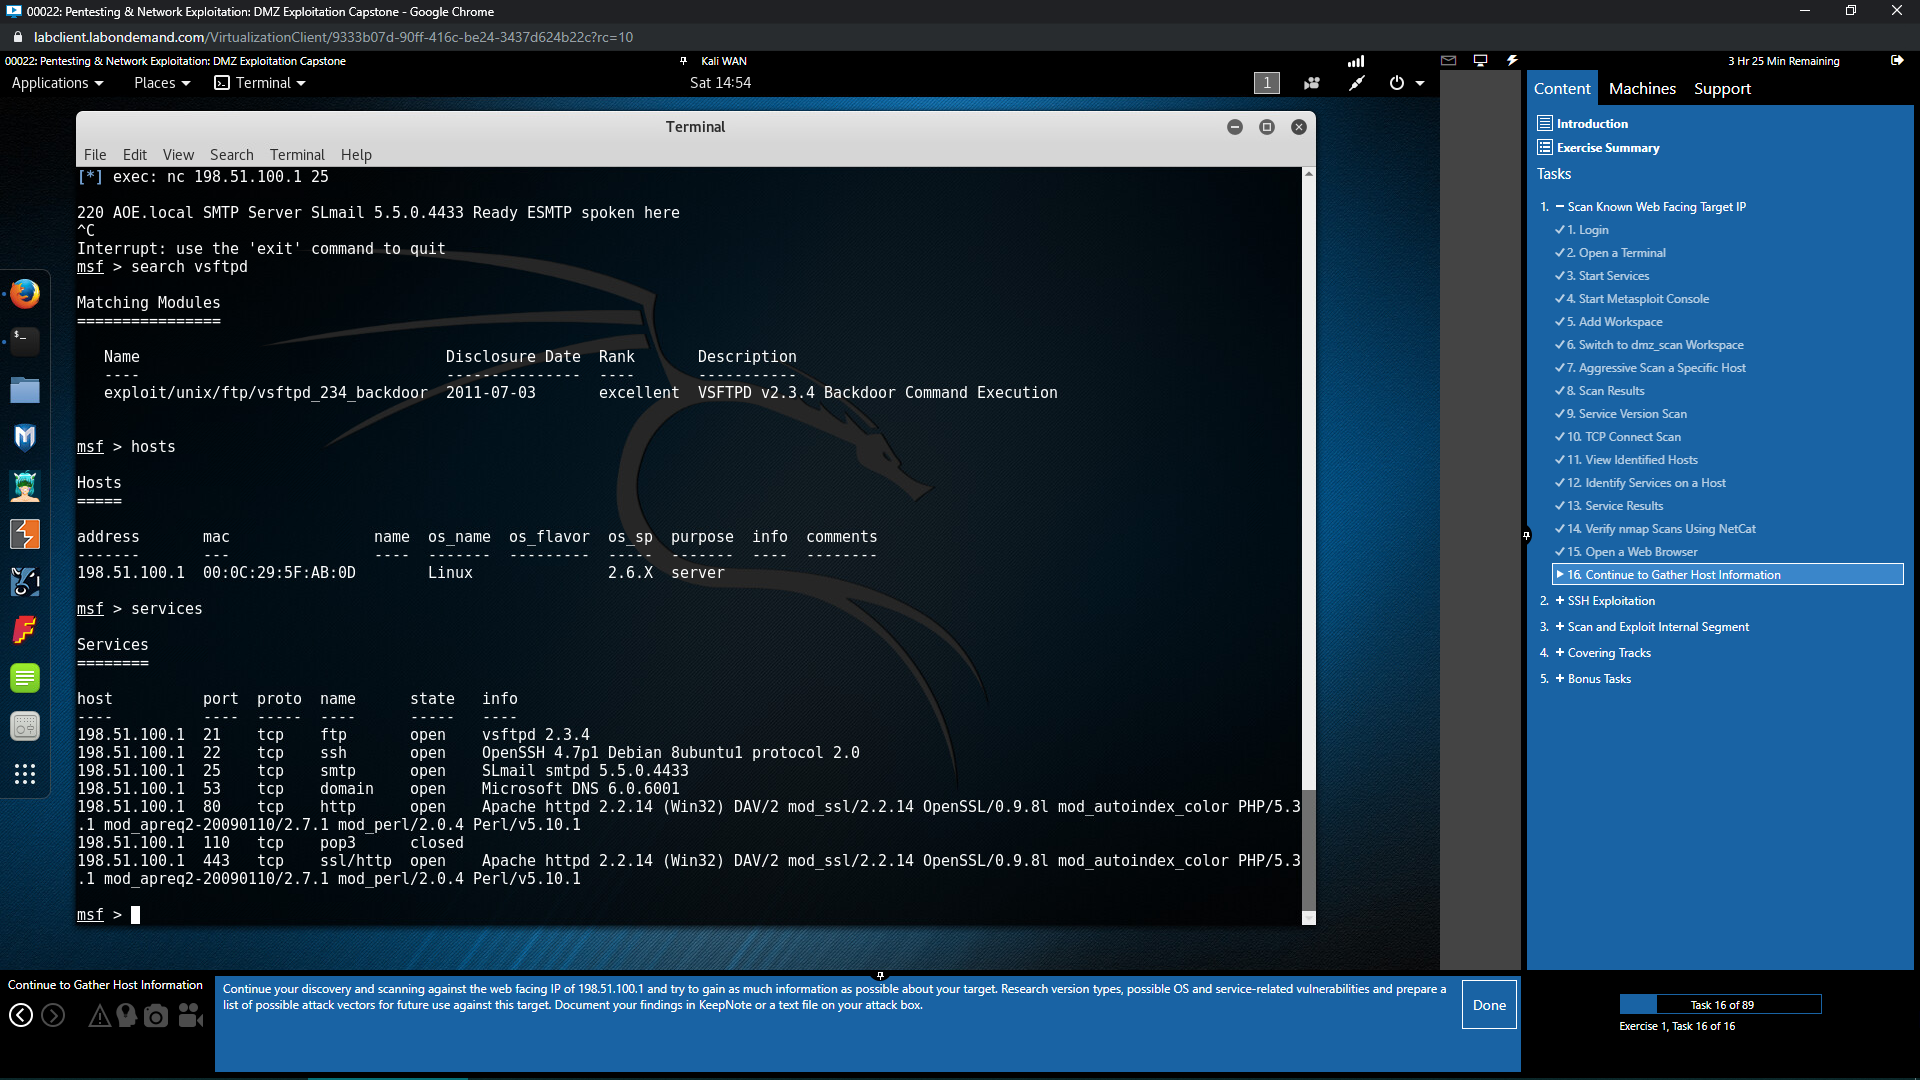 00022: Pentesting & Network Exploitation: DMZ Exploitation Capstone - Google Chrome
labclient.labondemand.com/VirtualizationClient/9333b07d-90ff-416c-be24-3437d624b22c?rc=10
00022: Pentesting & Network Exploitation: DMZ Exploitation Capstone
Kali WAN
3 Hr 25 Min Remaining
Applications
Places
Terminal
Sat 14:54
1
Terminal
File Edit View Search Terminal Help
[*] exec: nc 198.51.100.1 25
220 AOE.local SMTP Server SLmail 5.5.0.4433 Ready ESMTP spoken here
^C
Interrupt: use the 'exit' command to quit
msf > search vsftpd
Matching Modules
================
Name Disclosure Date Rank Description
---- --------------- ---- -----------
exploit/unix/ftp/vsftpd_234_backdoor 2011-07-03 excellent VSFTPD v2.3.4 Backdoor Command Execution
msf > hosts
Hosts
=====
address mac name os_name os_flavor os_sp purpose info comments
------- --- ---- ------- --------- ----- ------- ---- --------
198.51.100.1 00:0C:29:5F:AB:0D Linux 2.6.X server
msf > services
Services
========
host port proto name state info
---- ---- ----- ---- ----- ----
198.51.100.1 21 tcp ftp open vsftpd 2.3.4
198.51.100.1 22 tcp ssh open OpenSSH 4.7p1 Debian 8ubuntu1 protocol 2.0
198.51.100.1 25 tcp smtp open SLmail smtpd 5.5.0.4433
198.51.100.1 53 tcp domain open Microsoft DNS 6.0.6001
198.51.100.1 80 tcp http open Apache httpd 2.2.14 (Win32) DAV/2 mod_ssl/2.2.14 OpenSSL/0.9.8l mod_autoindex_color PHP/5.3
.1 mod_apreq2-20090110/2.7.1 mod_perl/2.0.4 Perl/v5.10.1
198.51.100.1 110 tcp pop3 closed
198.51.100.1 443 tcp ssl/http open Apache httpd 2.2.14 (Win32) DAV/2 mod_ssl/2.2.14 OpenSSL/0.9.8l mod_autoindex_color PHP/5.3
.1 mod_apreq2-20090110/2.7.1 mod_perl/2.0.4 Perl/v5.10.1
msf >
Content Machines Support
Introduction
Exercise Summary
Tasks
1. − Scan Known Web Facing Target IP
✓1. Login
✓2. Open a Terminal
✓3. Start Services
✓4. Start Metasploit Console
✓5. Add Workspace
✓6. Switch to dmz_scan Workspace
✓7. Aggressive Scan a Specific Host
✓8. Scan Results
✓9. Service Version Scan
✓10. TCP Connect Scan
✓11. View Identified Hosts
✓12. Identify Services on a Host
✓13. Service Results
✓14. Verify nmap Scans Using NetCat
✓15. Open a Web Browser
16. Continue to Gather Host Information
2. + SSH Exploitation
3. + Scan and Exploit Internal Segment
4. + Covering Tracks
5. + Bonus Tasks
Continue to Gather Host Information
Continue your discovery and scanning against the web facing IP of 198.51.100.1 and try to gain as much information as possible about your target. Research version types, possible OS and service-related vulnerabilities and prepare a
list of possible attack vectors for future use against this target. Document your findings in KeepNote or a text file on your attack box.
Done
Task 16 of 89
Exercise 1, Task 16 of 16